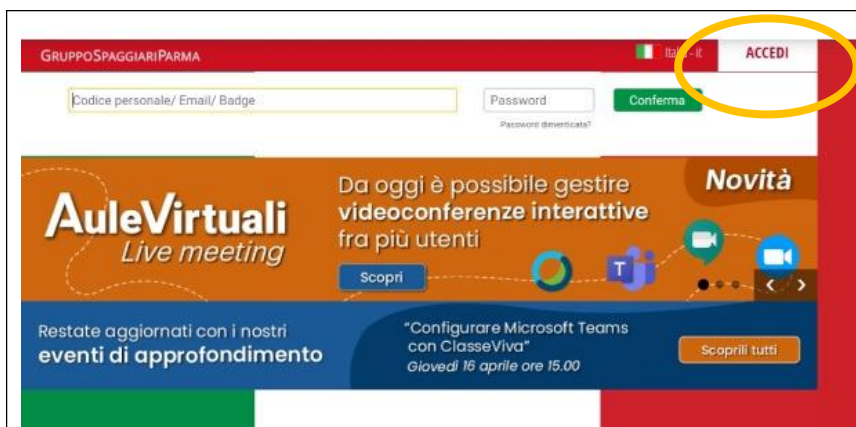 GRUPPOSPAGGIARIPARMA
Italia - it
ACCEDI
Codice personale/ Email/ Badge
Password
Conferma
Password dimenticata?
AuleVirtuali
Live meeting
Da oggi è possibile gestire
videoconferenze interattive
fra più utenti
Scopri
Novità
T
Restate aggiornati con i nostri
eventi di approfondimento
"Configurare Microsoft Teams
con ClasseViva"
Giovedì 16 aprile ore 15.00
Scoprili tutti